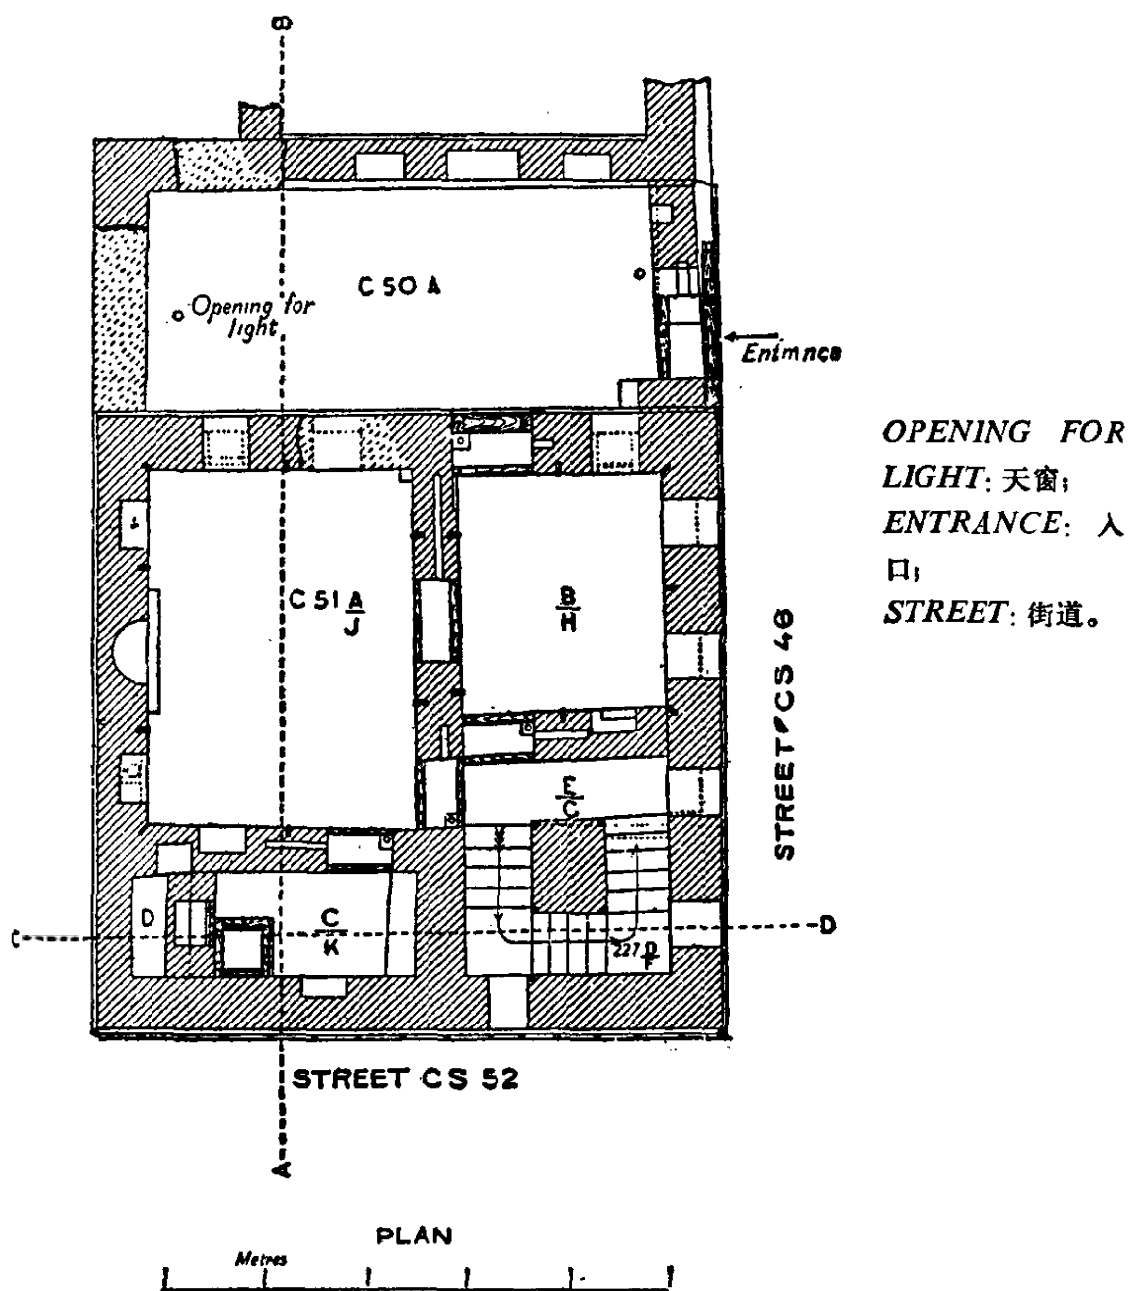 B
C 50 A
Opening for
light
Entrance
OPENING FOR
LIGHT: 天窗;
ENTRANCE: 入
口;
STREET: 街道。
C 51 A
J
B
H
E
C
STREET CS 48
D
C
K
C
D
227 D
F
STREET CS 52
A
PLAN
Metres